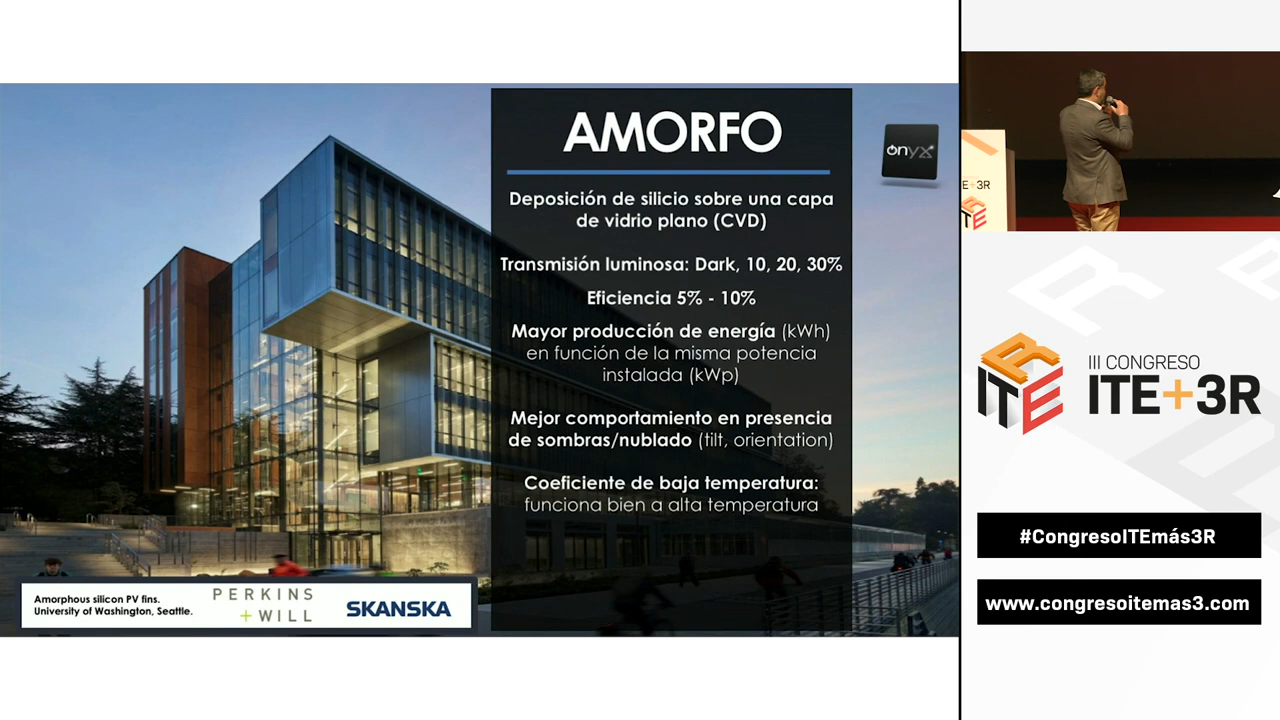 AMORFO
onyx
Deposición de silicio sobre una capa
de vidrio plano (CVD)
Transmisión luminosa: Dark, 10, 20, 30%
Eficiencia 5% - 10%
Mayor producción de energía (kWh)
en función de la misma potencia
instalada (kWp)
Mejor comportamiento en presencia
de sombras/nublado (tilt, orientation)
Coeficiente de baja temperatura:
funciona bien a alta temperatura
Amorphous silicon PV fins.
University of Washington, Seattle.
PERKINS
+WILL
SKANSKA
E+3R
ITE
R
ITE
III CONGRESO
ITE+3R
#CongresoITEmás3R
www.congresoitemas3.com